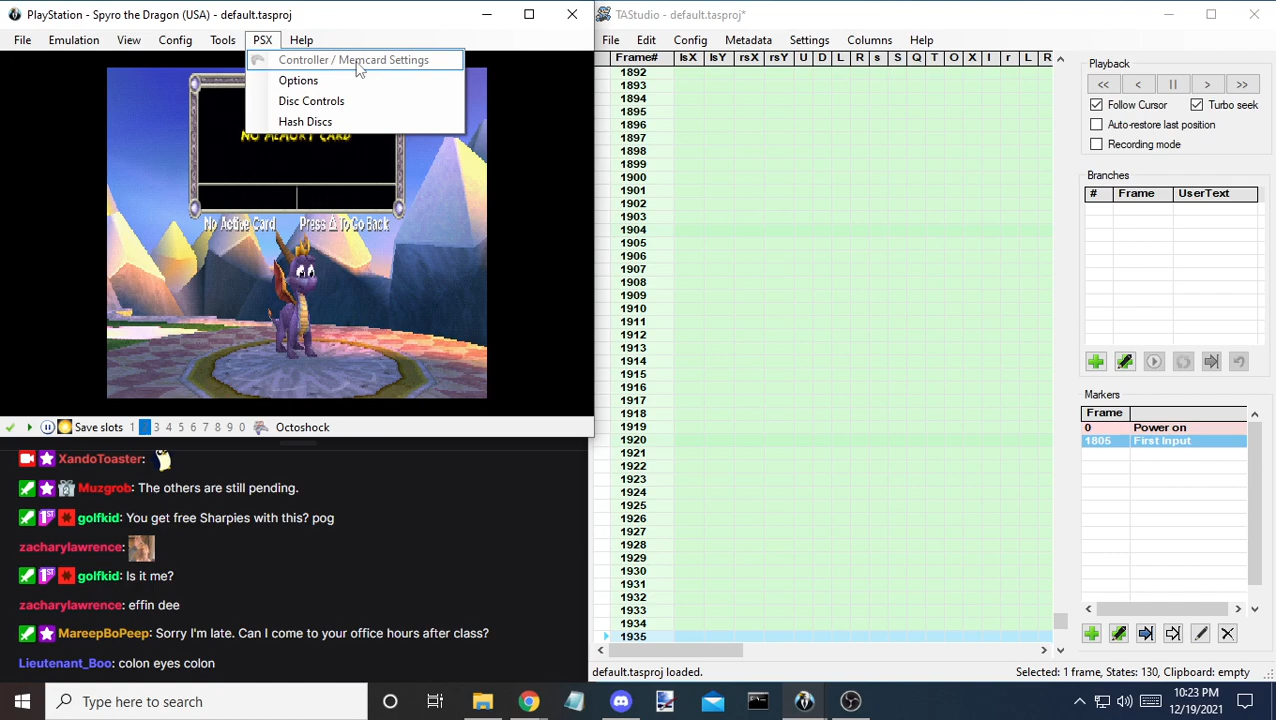 PlayStation - Spyro the Dragon (USA) - default.tasproj
File Emulation View Config Tools PSX Help
Controller / Memcard Settings
Options
Disc Controls
Hash Discs
NO MEMORY CARD
No Active Card Press △ To Go Back
Save slots 1 2 3 4 5 6 7 8 9 0 Octoshock
XandoToaster:
Muzgrob: The others are still pending.
golfkid: You get free Sharpies with this? pog
zacharylawrence:
golfkid: Is it me?
zacharylawrence: effin dee
MareepBoPeep: Sorry I'm late. Can I come to your office hours after class?
Lieutenant_Boo: colon eyes colon
TAStudio - default.tasproj*
File Edit Config Metadata Settings Columns Help
Frame# lsX lsY rsX rsY U D L R s S Q T O X l r L R
1892
1893
1894
1895
1896
1897
1898
1899
1900
1901
1902
1903
1904
1905
1906
1907
1908
1909
1910
1911
1912
1913
1914
1915
1916
1917
1918
1919
1920
1921
1922
1923
1924
1925
1926
1927
1928
1929
1930
1931
1932
1933
1934
1935
Playback
<< < > >>
Follow Cursor Turbo seek
Auto-restore last position
Recording mode
Branches
# Frame UserText
Markers
Frame
0 Power on
1805 First Input
default.tasproj loaded.
Selected: 1 frame, States: 130, Clipboard: empty
Type here to search
10:23 PM
12/19/2021